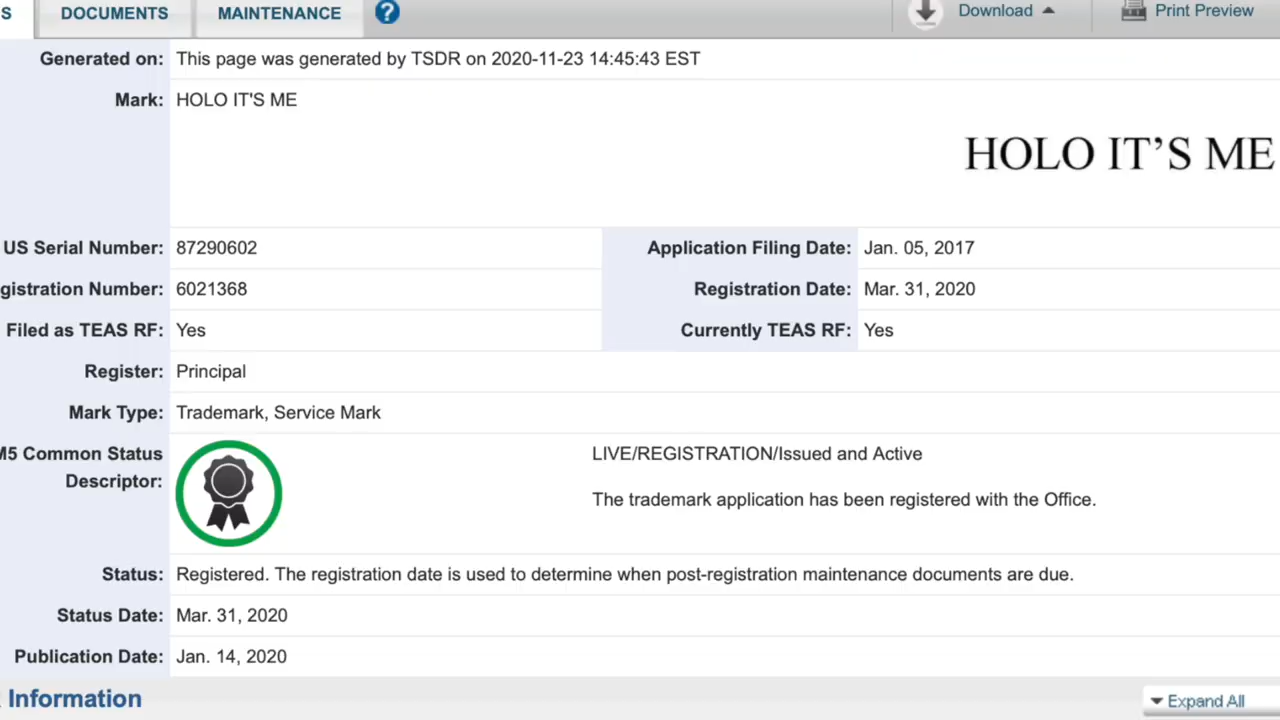 S DOCUMENTS MAINTENANCE ? Download Print Preview
Generated on: This page was generated by TSDR on 2020-11-23 14:45:43 EST
Mark: HOLO IT'S ME
HOLO IT’S ME
US Serial Number: 87290602 Application Filing Date: Jan. 05, 2017
gistration Number: 6021368 Registration Date: Mar. 31, 2020
Filed as TEAS RF: Yes Currently TEAS RF: Yes
Register: Principal
Mark Type: Trademark, Service Mark
M5 Common Status LIVE/REGISTRATION/Issued and Active
Descriptor:
The trademark application has been registered with the Office.
Status: Registered. The registration date is used to determine when post-registration maintenance documents are due.
Status Date: Mar. 31, 2020
Publication Date: Jan. 14, 2020
Information Expand All